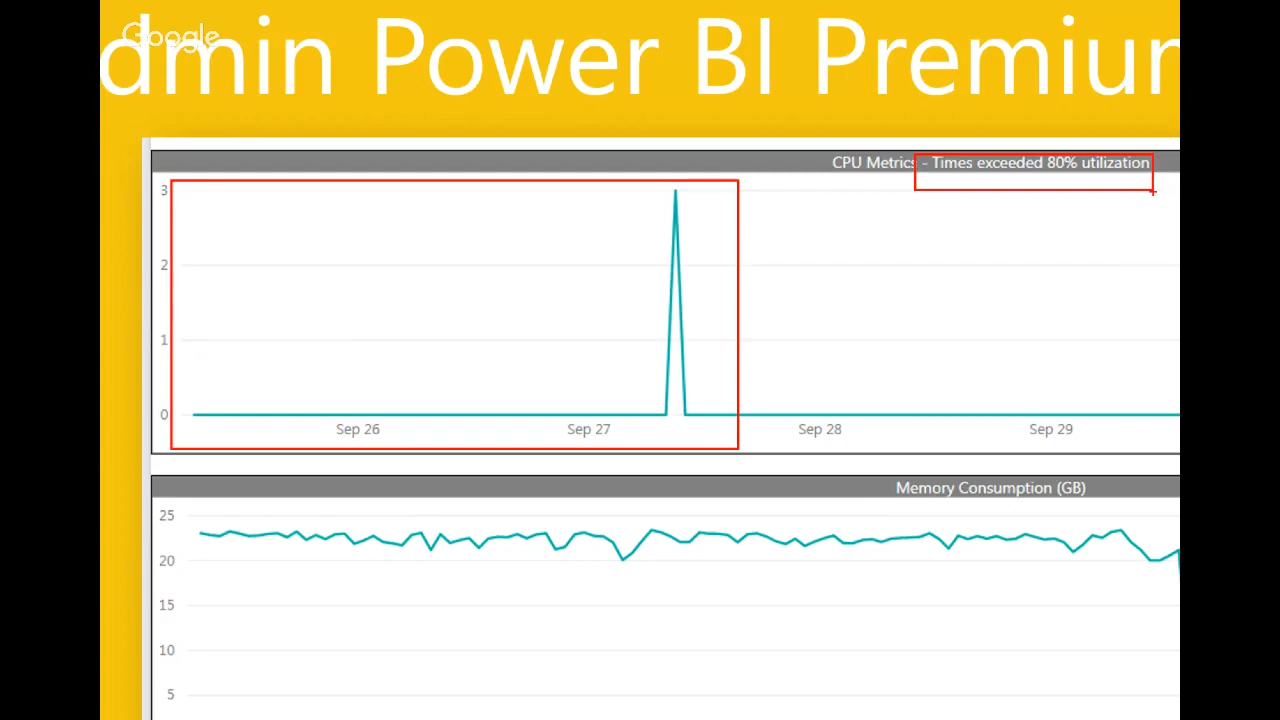 Google
dmin Power BI Premium
CPU Metrics - Times exceeded 80% utilization
3
2
1
0
Sep 26 Sep 27 Sep 28 Sep 29
Memory Consumption (GB)
25
20
15
10
5